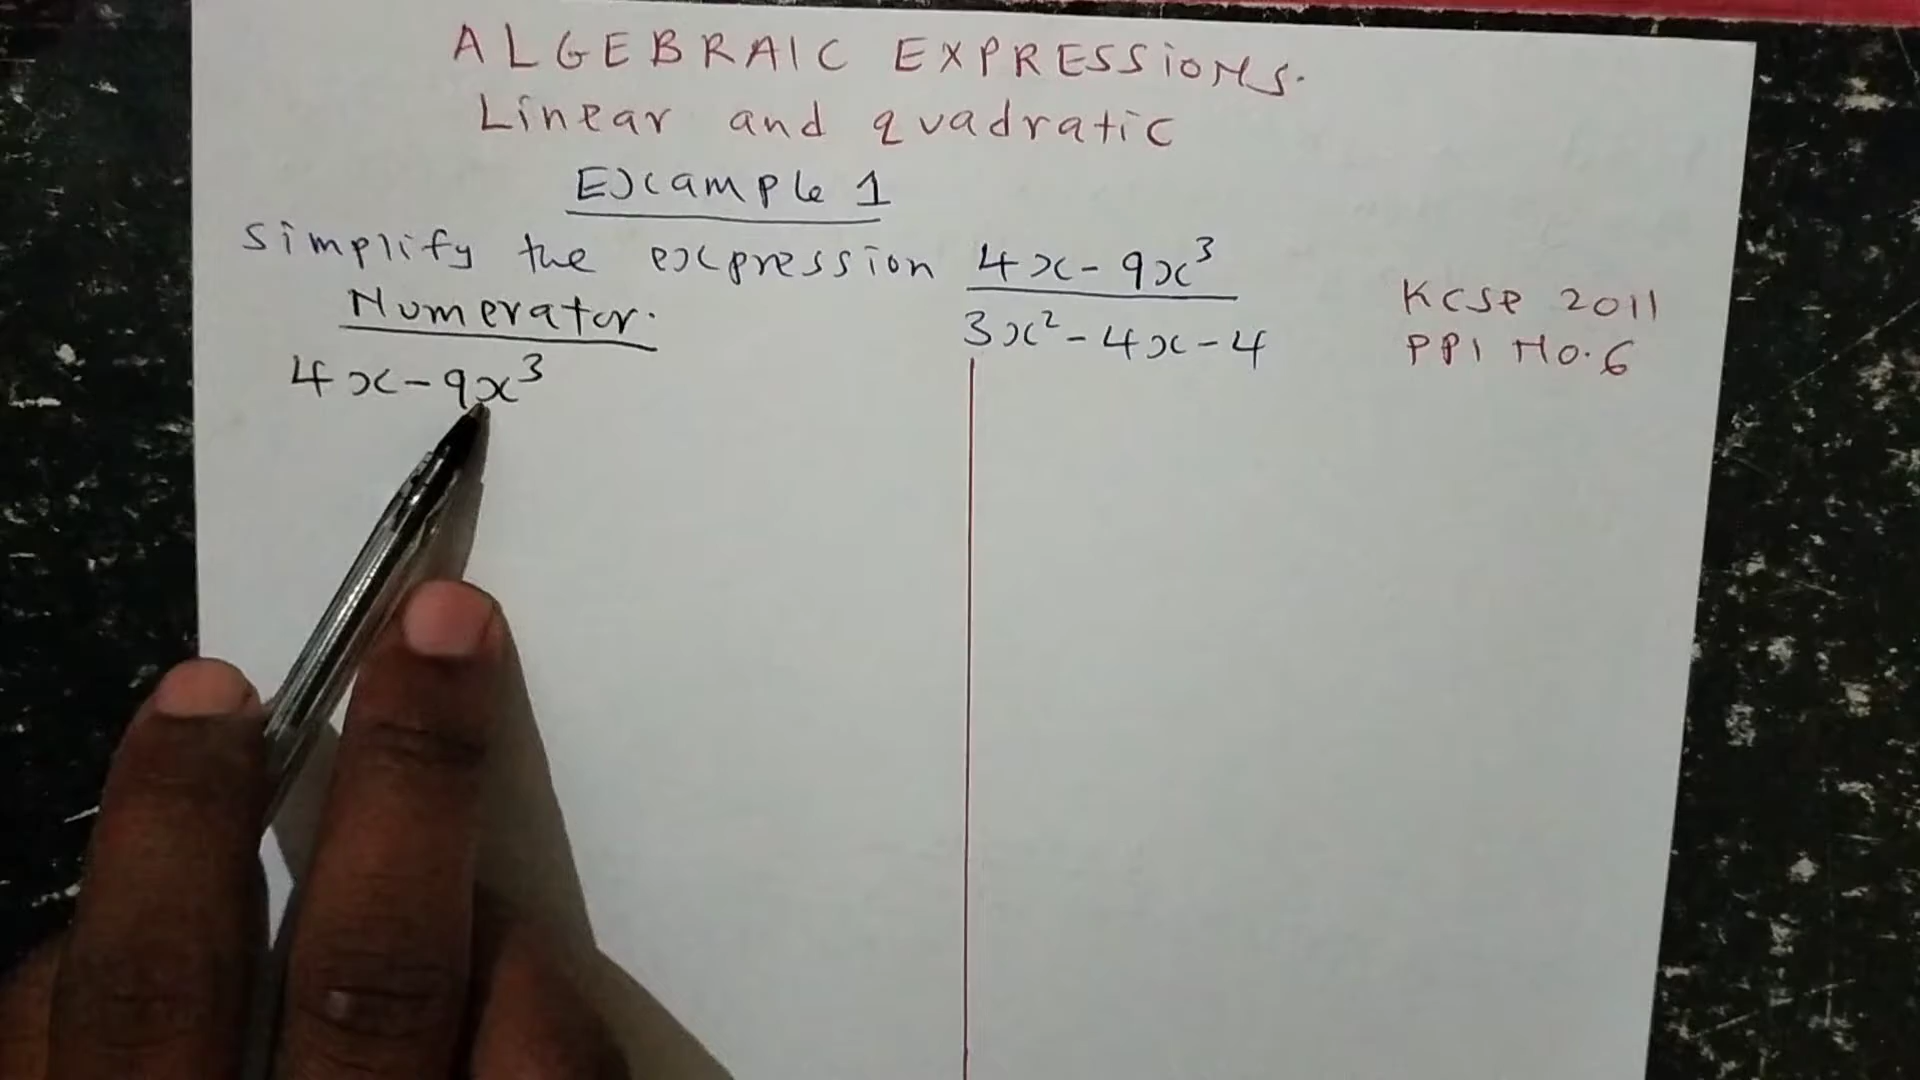 ALGEBRAIC EXPRESSIONS.
Linear and quadratic
Example 1
Simplify the expression 4x - 9x³
3x² - 4x - 4
KCSE 2011
PP1 No. 6
Numerator.
4x - 9x³